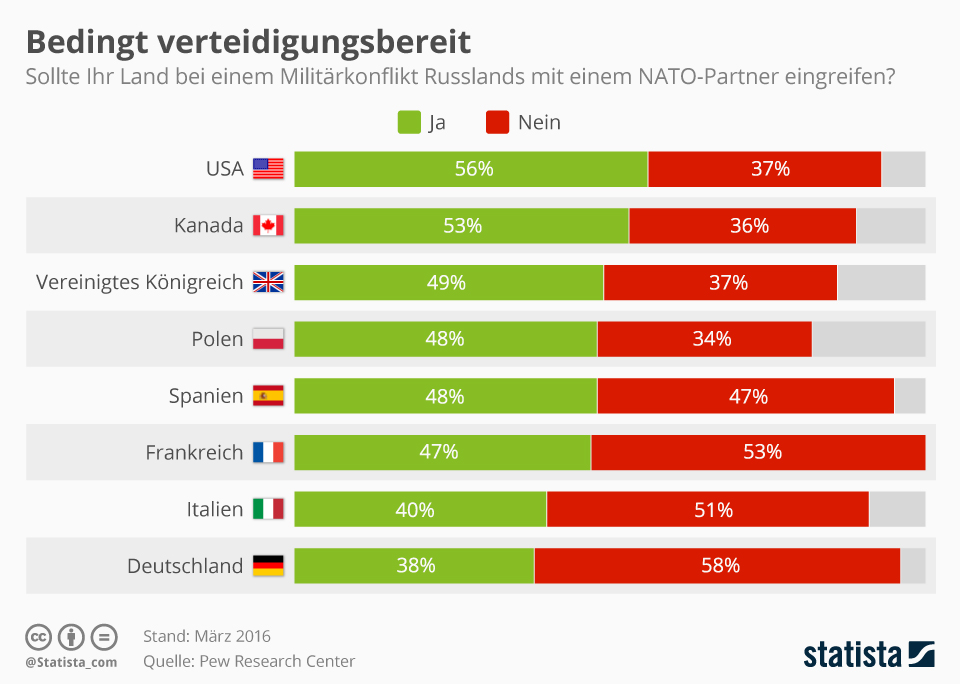 Bedingt verteidigungsbereit
Sollte Ihr Land bei einem Militärkonflikt Russlands mit einem NATO-Partner eingreifen?
Ja Nein
USA 56% 37%
Kanada 53% 36%
Vereinigtes Königreich 49% 37%
Polen 48% 34%
Spanien 48% 47%
Frankreich 47% 53%
Italien 40% 51%
Deutschland 38% 58%
cc =
@Statista_com
Stand: März 2016
Quelle: Pew Research Center
statista